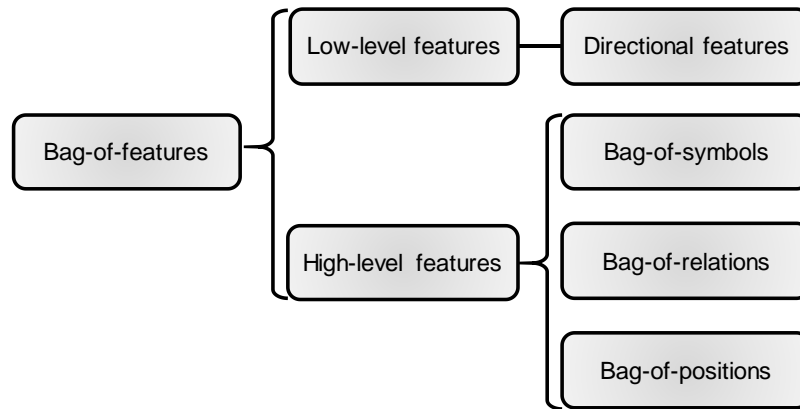 Low-level features
Directional features
Bag-of-features
Bag-of-symbols
High-level features
Bag-of-relations
Bag-of-positions